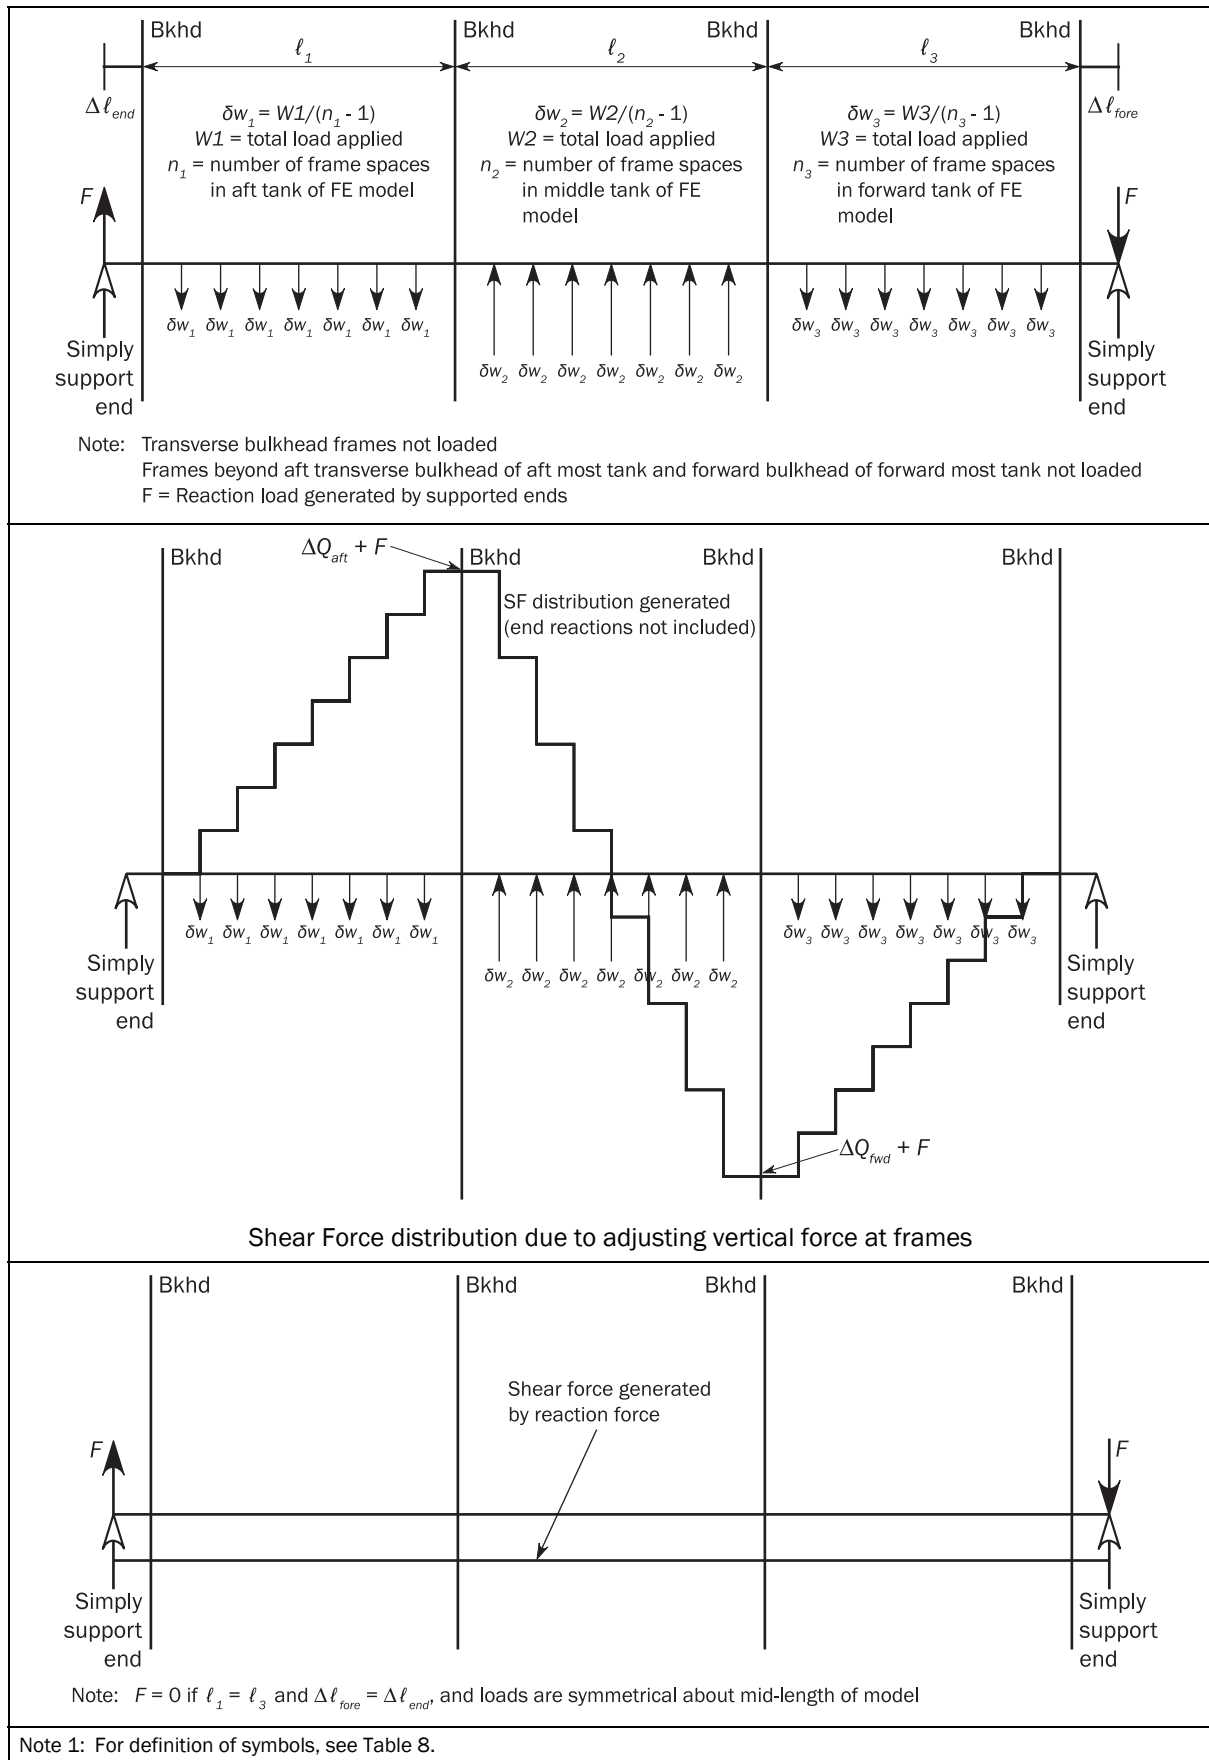 Bkhd
Bkhd
Bkhd
Bkhd
ℓ1
ℓ2
ℓ3
Δℓend
Δℓfore
δw1 = W1/(n1 - 1)
W1 = total load applied
n1 = number of frame spaces
in aft tank of FE model
δw2 = W2/(n2 - 1)
W2 = total load applied
n2 = number of frame spaces
in middle tank of FE
model
δw3 = W3/(n3 - 1)
W3 = total load applied
n3 = number of frame spaces
in forward tank of FE
model
F
F
δw1 δw1 δw1 δw1 δw1 δw1 δw1
δw2 δw2 δw2 δw2 δw2 δw2 δw2
δw3 δw3 δw3 δw3 δw3 δw3 δw3
Simply
support
end
Simply
support
end
Note: Transverse bulkhead frames not loaded
Frames beyond aft transverse bulkhead of aft most tank and forward bulkhead of forward most tank not loaded
F = Reaction load generated by supported ends
Bkhd
ΔQaft + F
Bkhd
Bkhd
Bkhd
SF distribution generated
(end reactions not included)
δw1 δw1 δw1 δw1 δw1 δw1 δw1
δw2 δw2 δw2 δw2 δw2 δw2 δw2
δw3 δw3 δw3 δw3 δw3 δw3 δw3
Simply
support
end
Simply
support
end
ΔQfwd + F
Shear Force distribution due to adjusting vertical force at frames
Bkhd
Bkhd
Bkhd
Bkhd
Shear force generated
by reaction force
F
F
Simply
support
end
Simply
support
end
Note: F = 0 if ℓ1 = ℓ3 and Δℓfore = Δℓend, and loads are symmetrical about mid-length of model
Note 1: For definition of symbols, see Table 8.